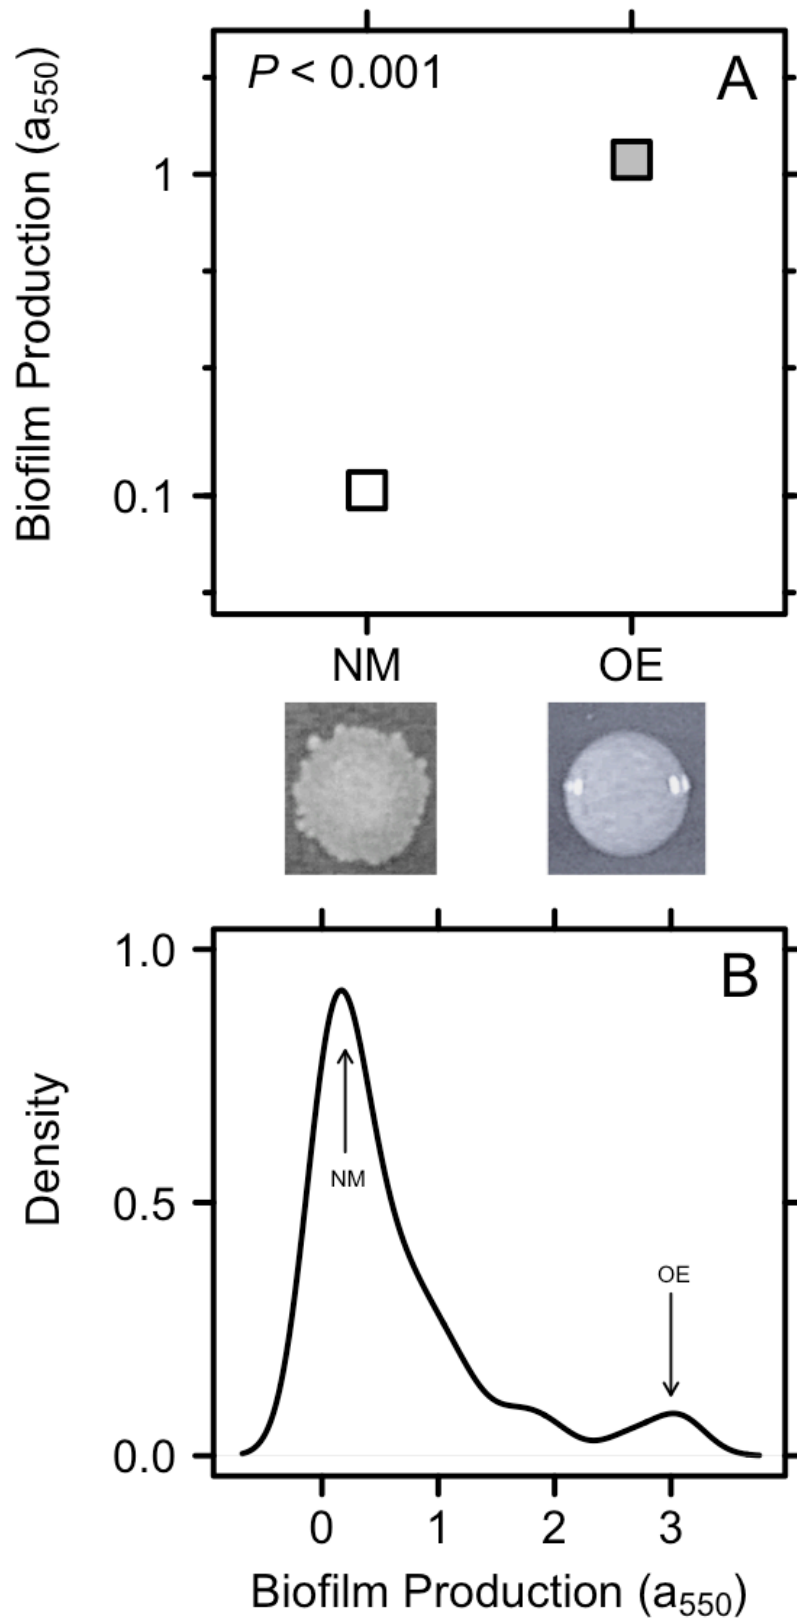 P < 0.001
A
Biofilm Production (a550)
1
0.1
NM
OE
B
Density
1.0
0.5
0.0
NM
OE
0
1
2
3
Biofilm Production (a550)